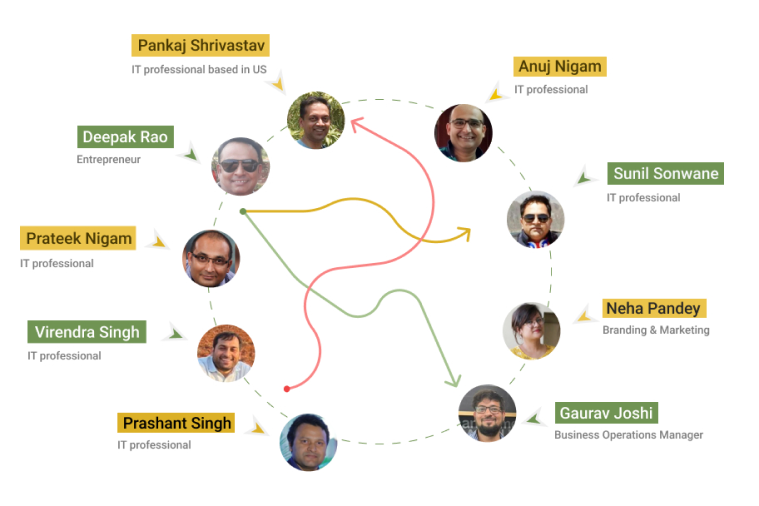 Pankaj Shrivastav
IT professional based in US
Anuj Nigam
IT professional
Deepak Rao
Entrepreneur
Sunil Sonwane
IT professional
Prateek Nigam
IT professional
Neha Pandey
Branding & Marketing
Virendra Singh
IT professional
Gaurav Joshi
Business Operations Manager
Prashant Singh
IT professional